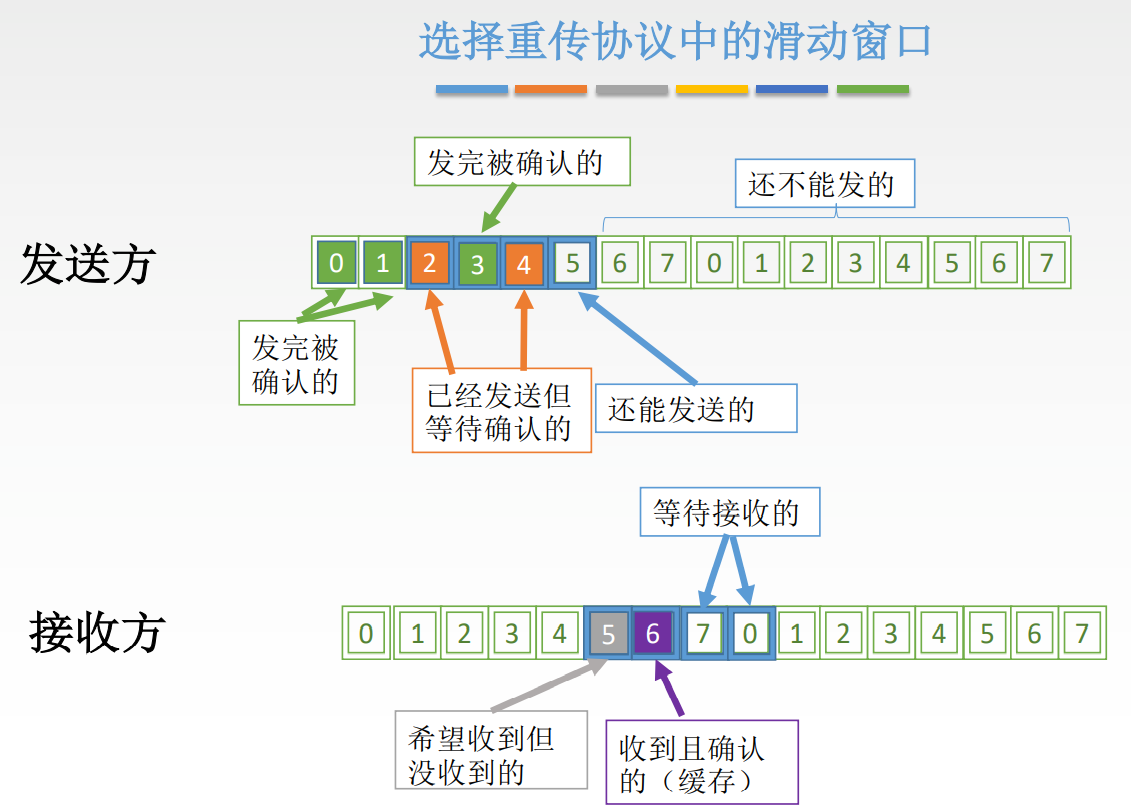 选择重传协议中的滑动窗口
发完被确认的
还不能发的
发送方
0 1 2 3 4 5 6 7 0 1 2 3 4 5 6 7
发完被
确认的
已经发送但
等待确认的
还能发送的
等待接收的
接收方
0 1 2 3 4 5 6 7 0 1 2 3 4 5 6 7
希望收到但
没收到的
收到且确认
的（缓存）